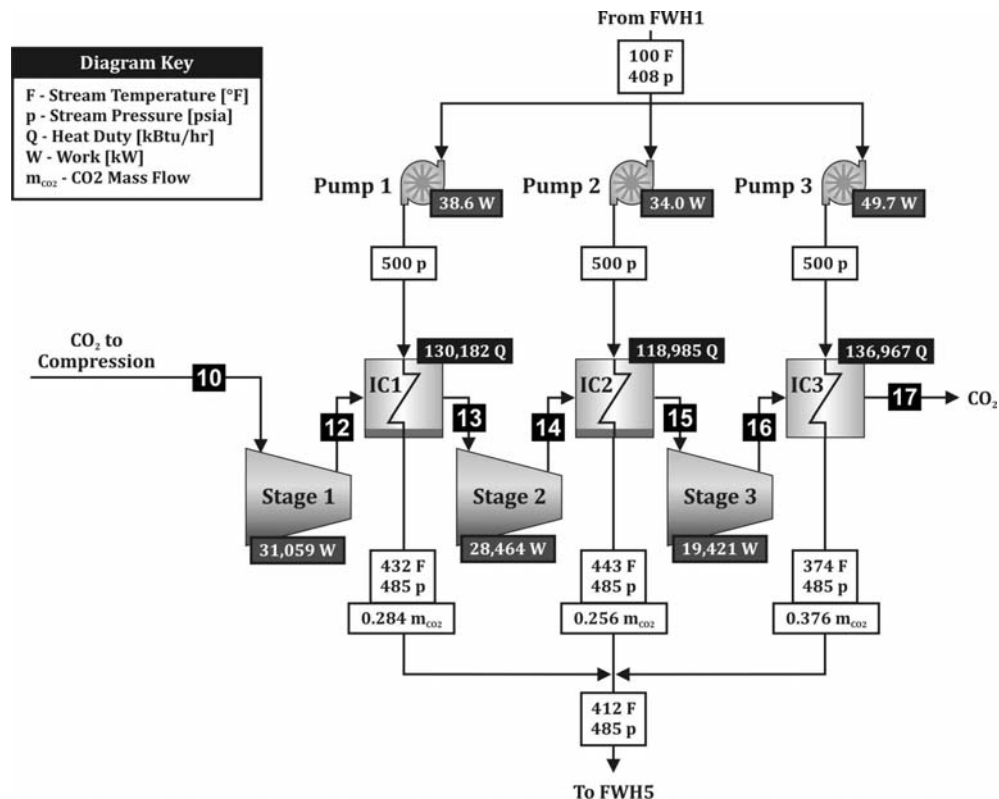 From FWH1
Diagram Key
F - Stream Temperature [°F]
p - Stream Pressure [psia]
Q - Heat Duty [kBtu/hr]
W - Work [kW]
mCO2 - CO2 Mass Flow
100 F
408 p
Pump 1
38.6 W
Pump 2
34.0 W
Pump 3
49.7 W
500 p
500 p
500 p
CO2 to
Compression
10
12
IC1
130,182 Q
13
14
IC2
118,985 Q
15
16
IC3
136,967 Q
17
CO2
Stage 1
31,059 W
Stage 2
28,464 W
Stage 3
19,421 W
432 F
485 p
0.284 mCO2
443 F
485 p
0.256 mCO2
374 F
485 p
0.376 mCO2
412 F
485 p
To FWH5